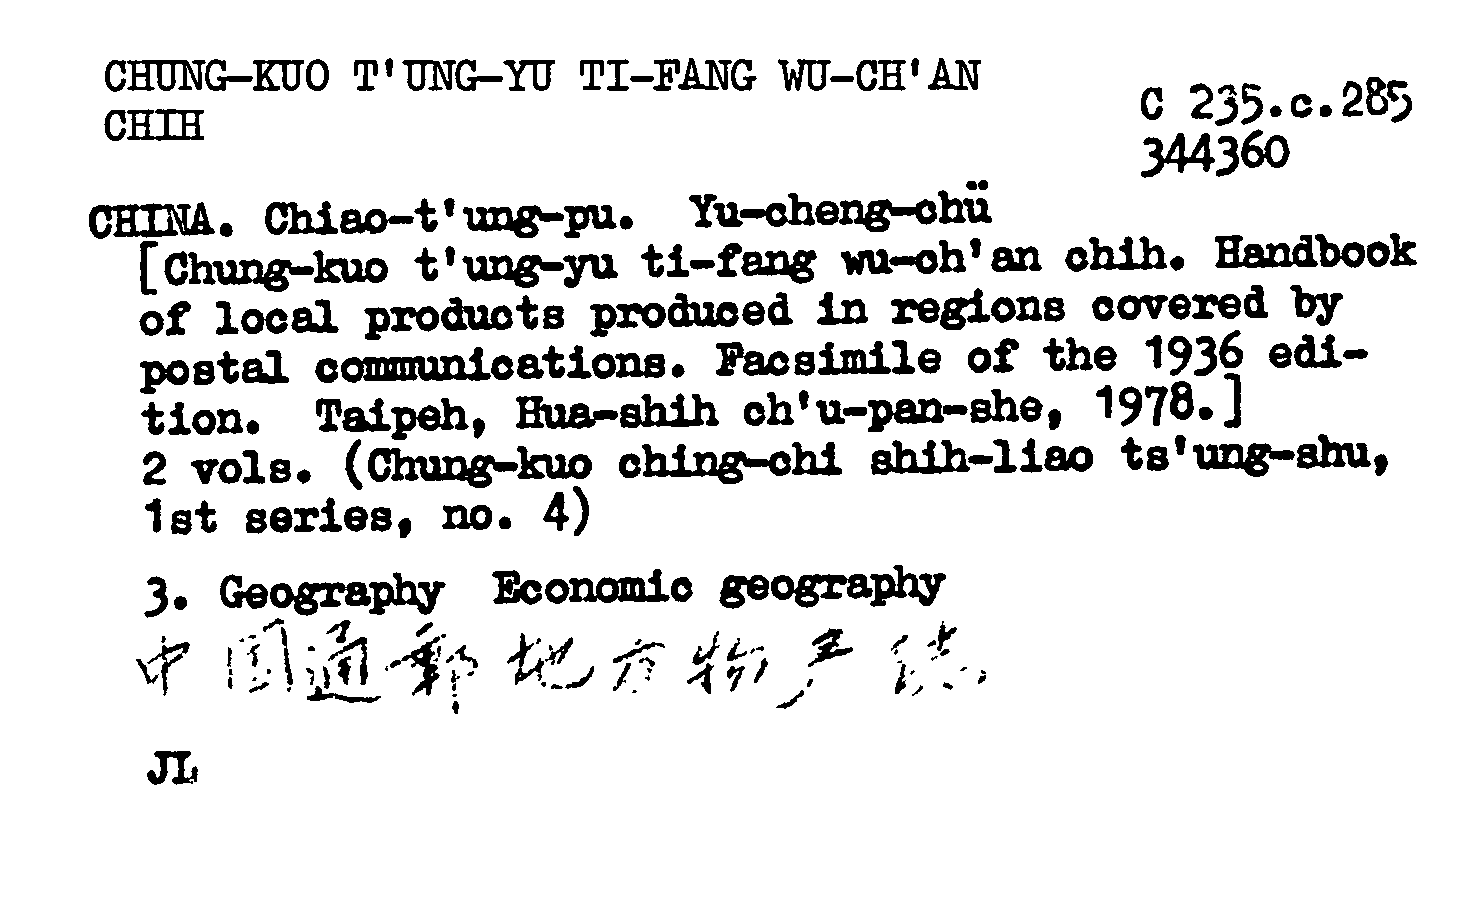 CHUNG-KUO T'UNG-YU TI-FANG WU-CH'AN
CHIH
C 235.c.285
344360
CHINA. Chiao-t'ung-pu. Yu-cheng-chü
[Chung-kuo t'ung-yu ti-fang wu-ch'an chih. Handbook
of local products produced in regions covered by
postal communications. Facsimile of the 1936 edi-
tion. Taipeh, Hua-shih ch'u-pan-she, 1978.]
2 vols. (Chung-kuo ching-chi shih-liao ts'ung-shu,
1st series, no. 4)
3. Geography Economic geography
中国通郵地方物产誌
JL